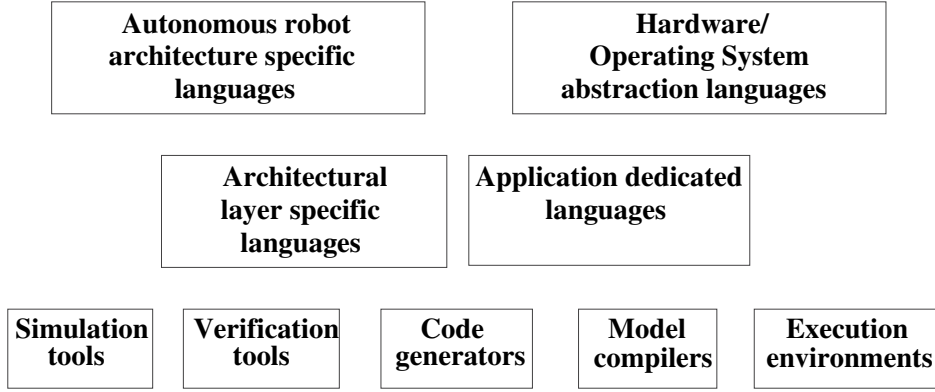 Autonomous robot
architecture specific
languages
Hardware/
Operating System
abstraction languages
Architectural
layer specific
languages
Application dedicated
languages
Simulation
tools
Verification
tools
Code
generators
Model
compilers
Execution
environments